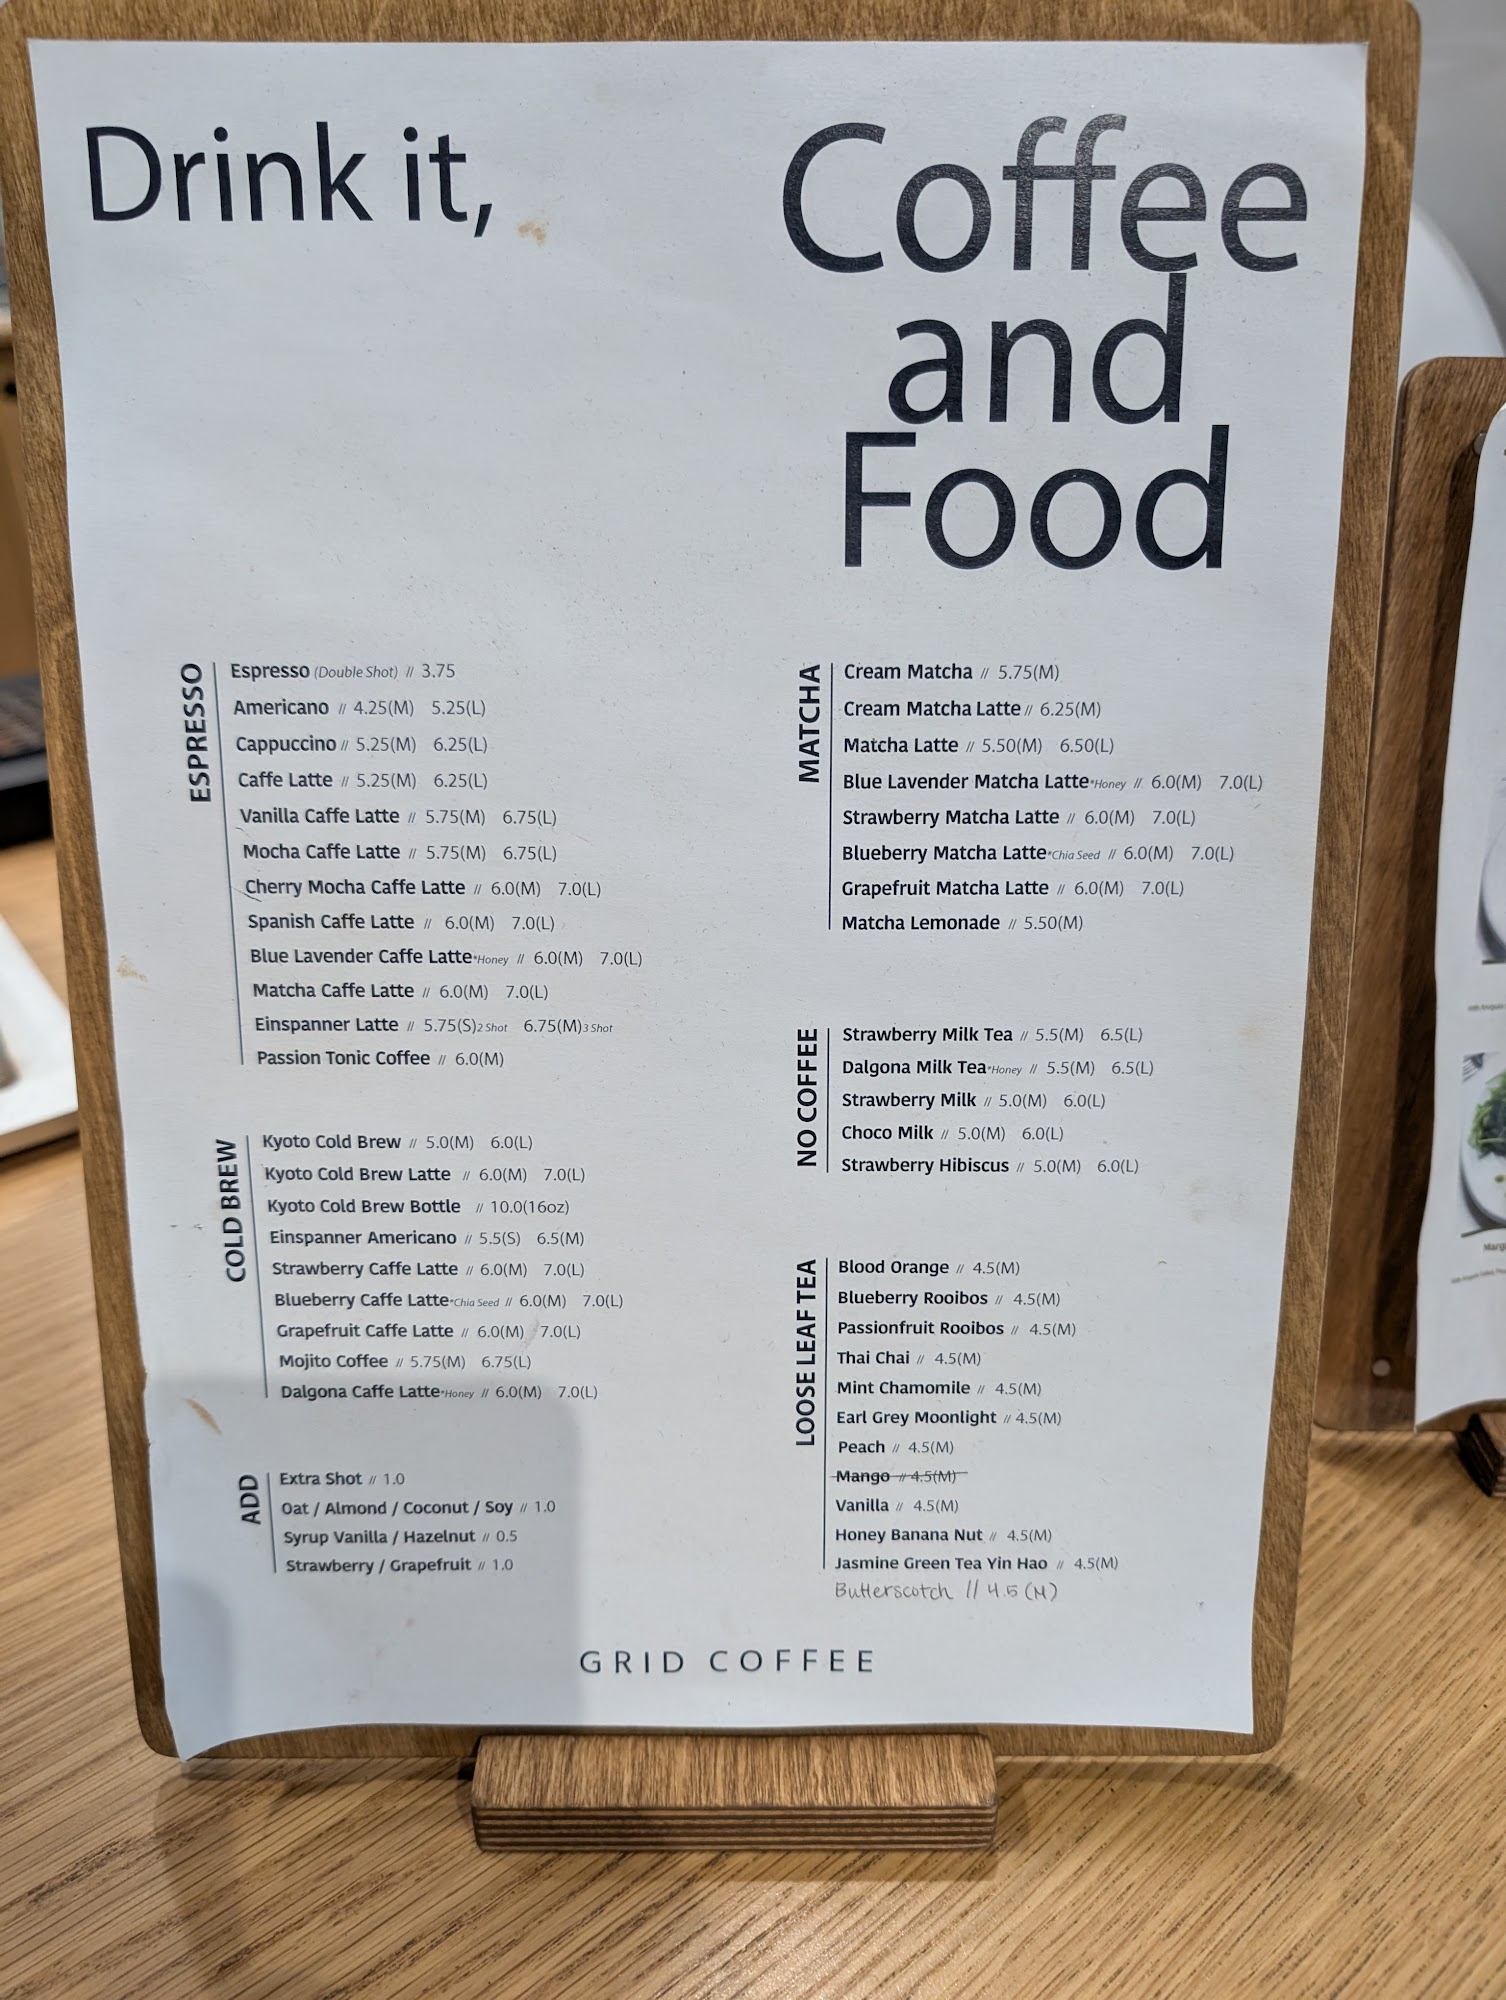 Drink it,
Coffee
and
Food
ESPRESSO
Espresso (Double Shot) // 3.75
Americano // 4.25(M) 5.25(L)
Cappuccino // 5.25(M) 6.25(L)
Caffe Latte // 5.25(M) 6.25(L)
Vanilla Caffe Latte // 5.75(M) 6.75(L)
Mocha Caffe Latte // 5.75(M) 6.75(L)
Cherry Mocha Caffe Latte // 6.0(M) 7.0(L)
Spanish Caffe Latte // 6.0(M) 7.0(L)
Blue Lavender Caffe Latte*Honey // 6.0(M) 7.0(L)
Matcha Caffe Latte // 6.0(M) 7.0(L)
Einspanner Latte // 5.75(S)2 Shot 6.75(M)3 Shot
Passion Tonic Coffee // 6.0(M)
COLD BREW
Kyoto Cold Brew // 5.0(M) 6.0(L)
Kyoto Cold Brew Latte // 6.0(M) 7.0(L)
Kyoto Cold Brew Bottle // 10.0(16oz)
Einspanner Americano // 5.5(S) 6.5(M)
Strawberry Caffe Latte // 6.0(M) 7.0(L)
Blueberry Caffe Latte*Chia Seed // 6.0(M) 7.0(L)
Grapefruit Caffe Latte // 6.0(M) 7.0(L)
Mojito Coffee // 5.75(M) 6.75(L)
Dalgona Caffe Latte*Honey // 6.0(M) 7.0(L)
ADD
Extra Shot // 1.0
Oat / Almond / Coconut / Soy // 1.0
Syrup Vanilla / Hazelnut // 0.5
Strawberry / Grapefruit // 1.0
MATCHA
Cream Matcha // 5.75(M)
Cream Matcha Latte // 6.25(M)
Matcha Latte // 5.50(M) 6.50(L)
Blue Lavender Matcha Latte*Honey // 6.0(M) 7.0(L)
Strawberry Matcha Latte // 6.0(M) 7.0(L)
Blueberry Matcha Latte*Chia Seed // 6.0(M) 7.0(L)
Grapefruit Matcha Latte // 6.0(M) 7.0(L)
Matcha Lemonade // 5.50(M)
NO COFFEE
Strawberry Milk Tea // 5.5(M) 6.5(L)
Dalgona Milk Tea*Honey // 5.5(M) 6.5(L)
Strawberry Milk // 5.0(M) 6.0(L)
Choco Milk // 5.0(M) 6.0(L)
Strawberry Hibiscus // 5.0(M) 6.0(L)
LOOSE LEAF TEA
Blood Orange // 4.5(M)
Blueberry Rooibos // 4.5(M)
Passionfruit Rooibos // 4.5(M)
Thai Chai // 4.5(M)
Mint Chamomile // 4.5(M)
Earl Grey Moonlight // 4.5(M)
Peach // 4.5(M)
Mango // 4.5(M)
Vanilla // 4.5(M)
Honey Banana Nut // 4.5(M)
Jasmine Green Tea Yin Hao // 4.5(M)
Butterscotch // 4.5 (M)
GRID COFFEE